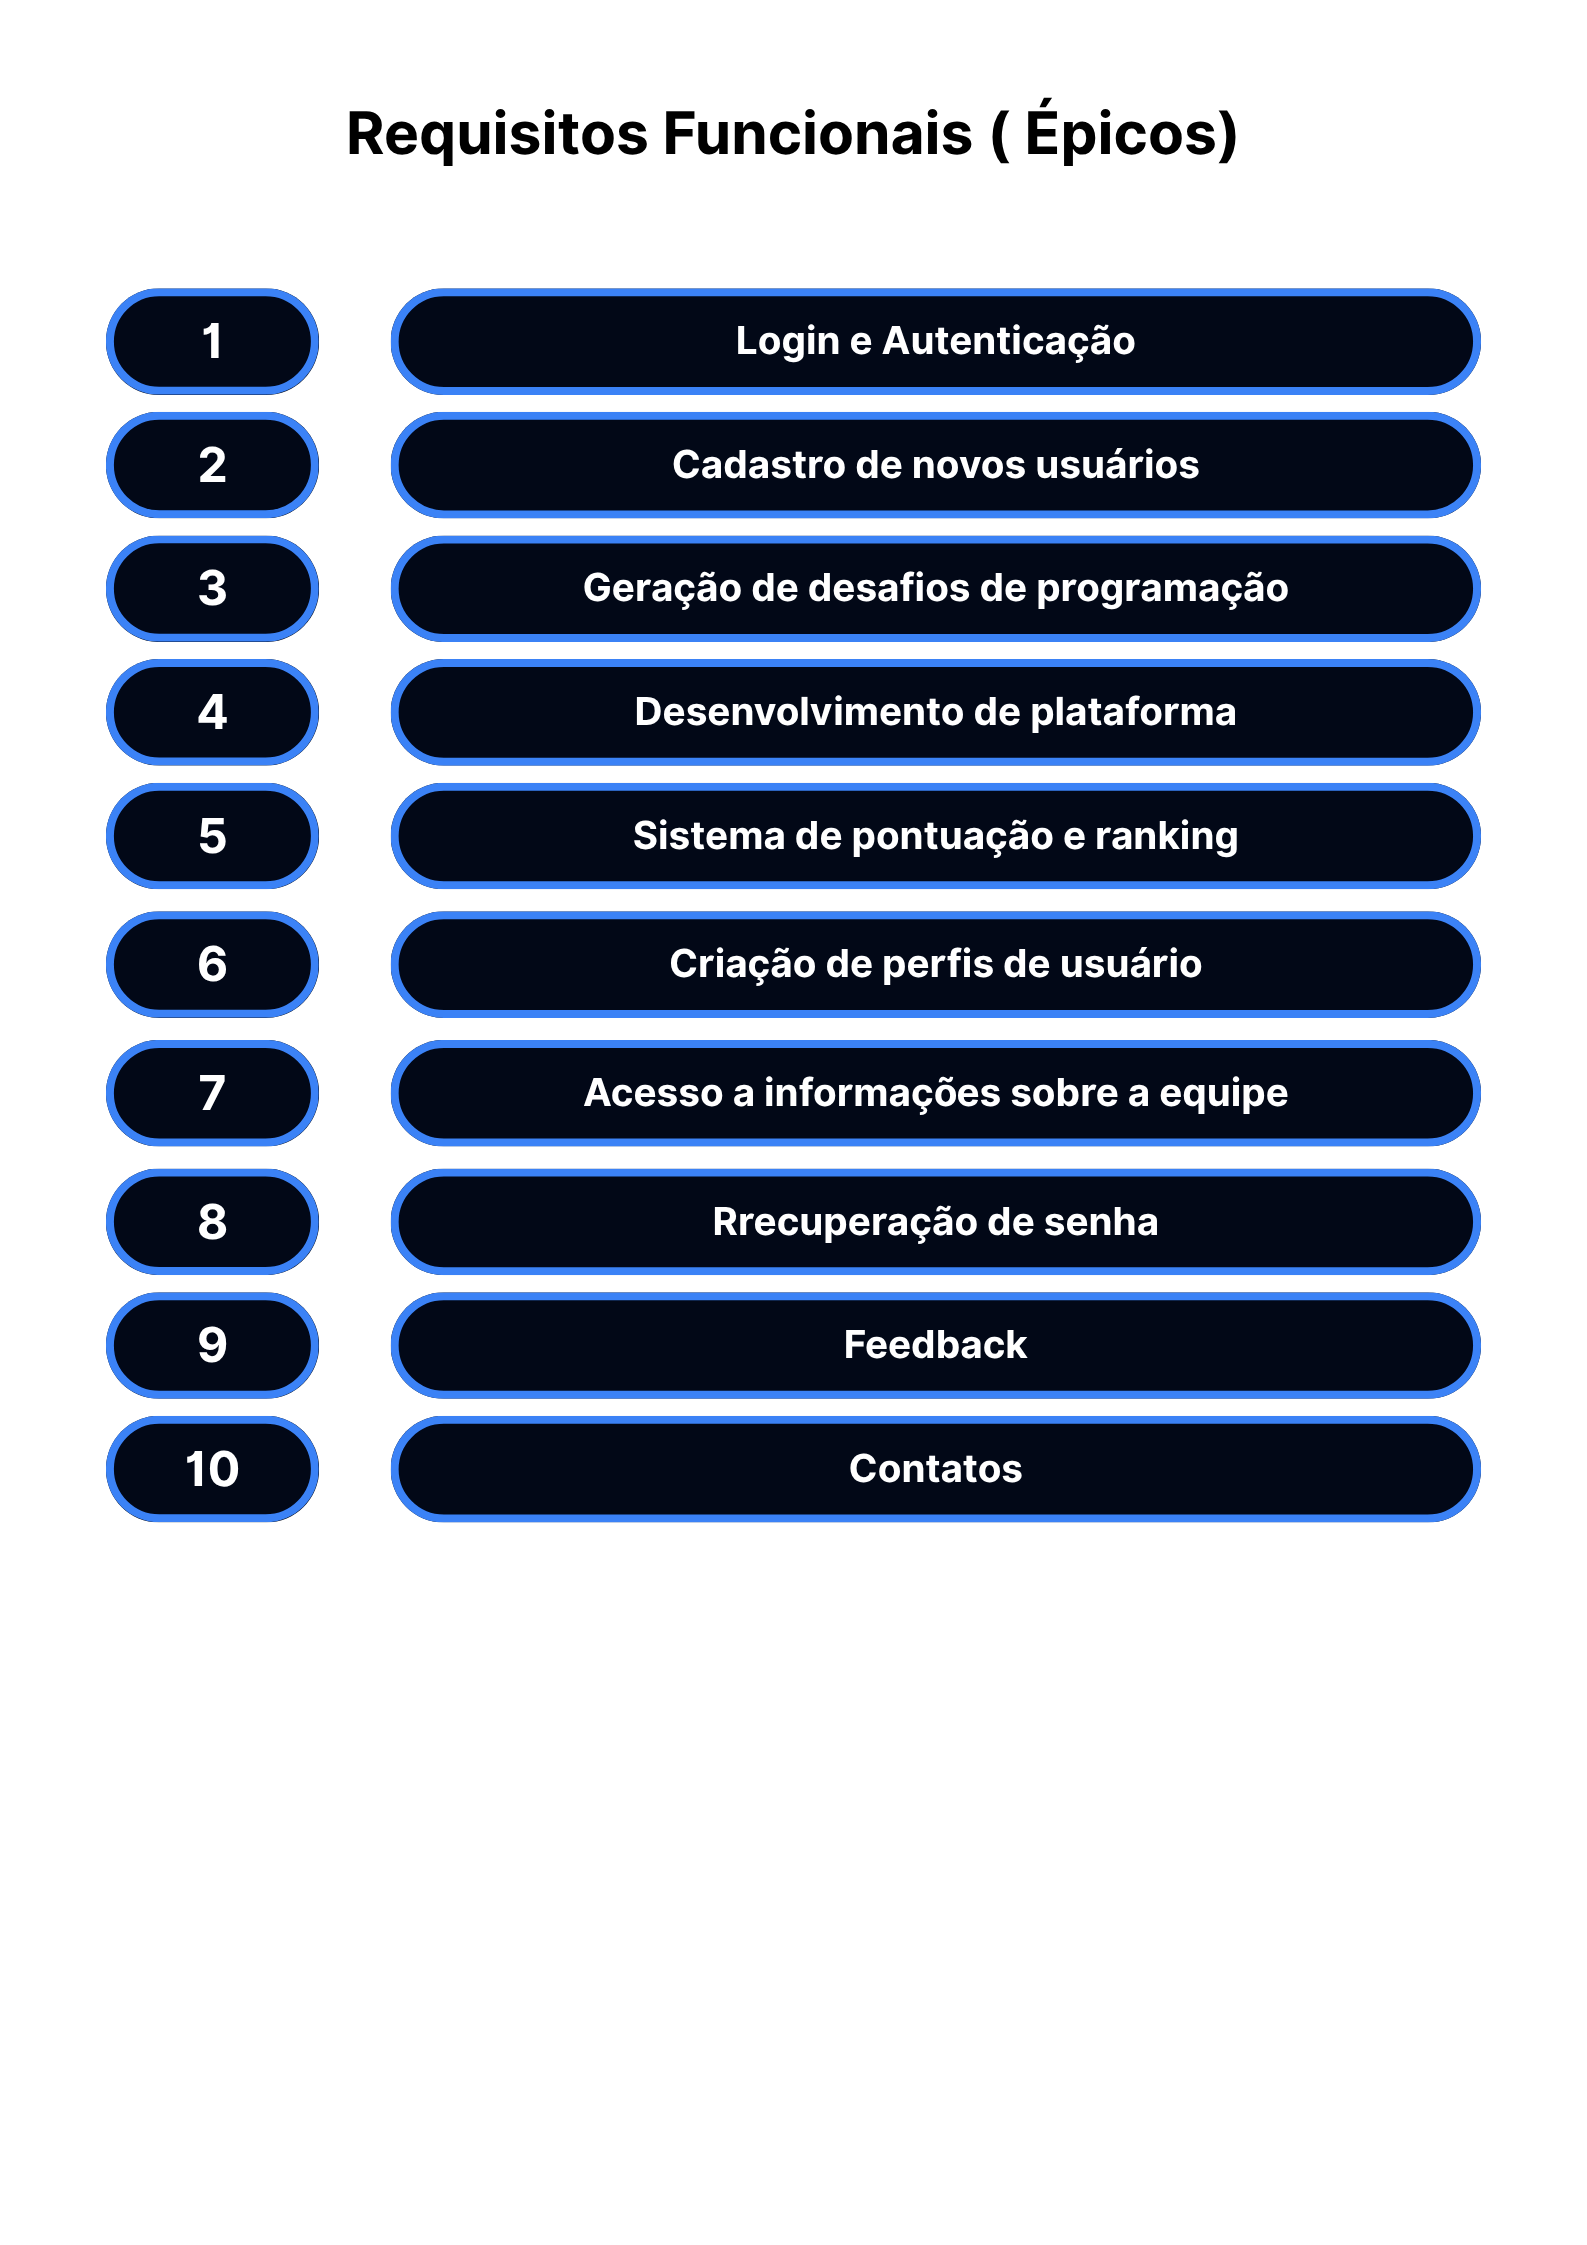 Requisitos Funcionais ( Épicos)
1 Login e Autenticação
2 Cadastro de novos usuários
3 Geração de desafios de programação
4 Desenvolvimento de plataforma
5 Sistema de pontuação e ranking
6 Criação de perfis de usuário
7 Acesso a informações sobre a equipe
8 Rrecuperação de senha
9 Feedback
10 Contatos